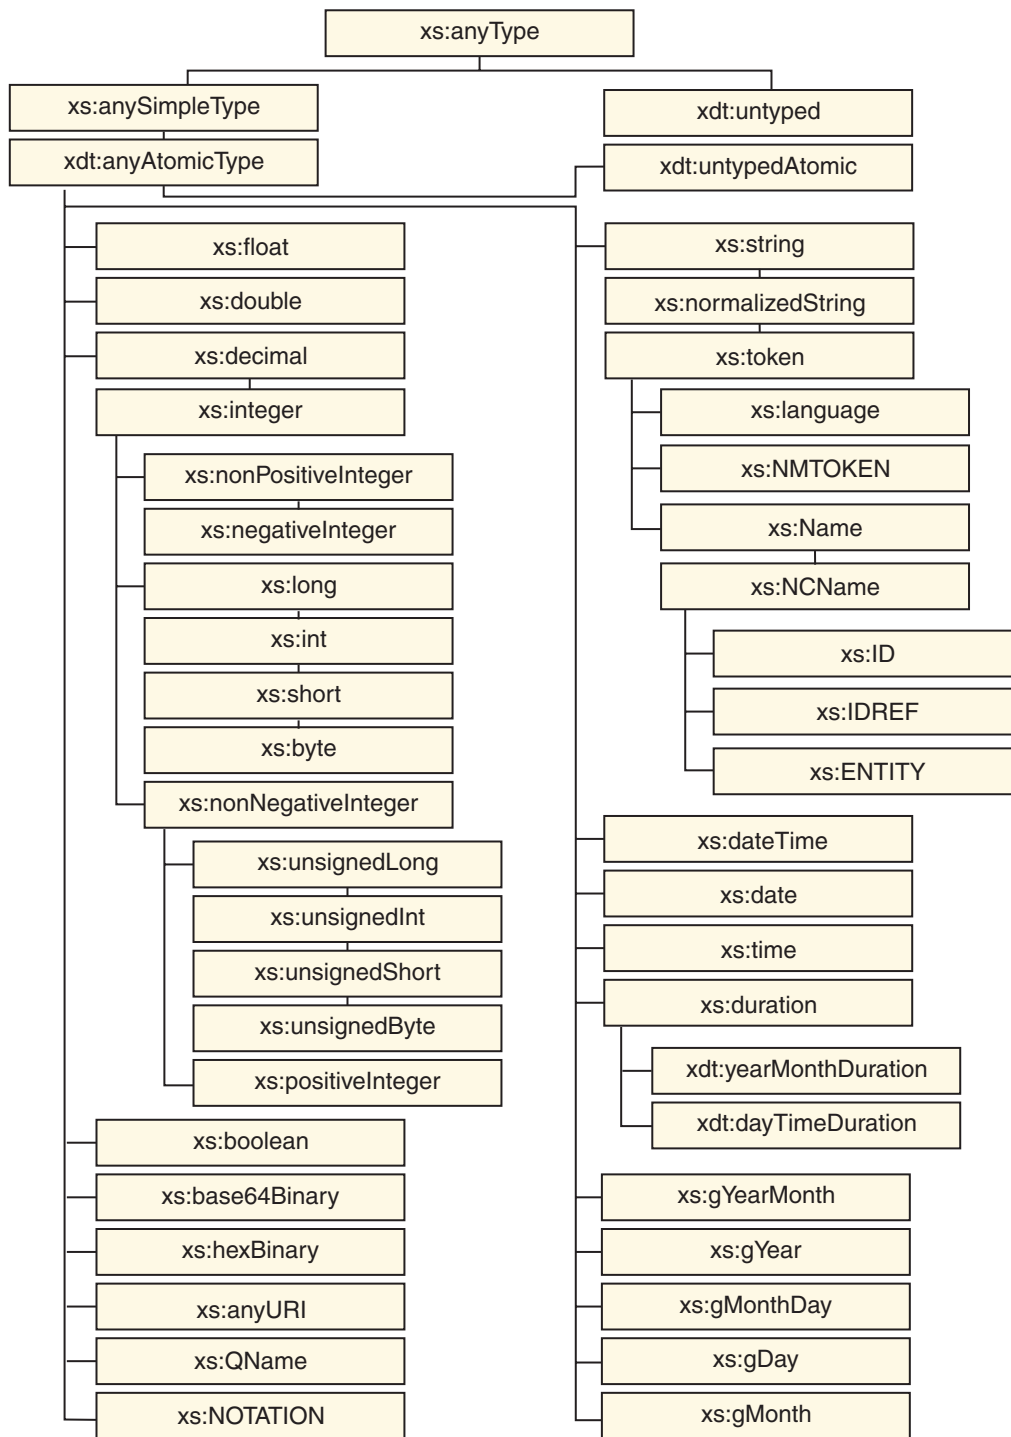 xs:anyType
xs:anySimpleType
xdt:untyped
xdt:anyAtomicType
xdt:untypedAtomic
xs:float
xs:double
xs:decimal
xs:integer
xs:nonPositiveInteger
xs:negativeInteger
xs:long
xs:int
xs:short
xs:byte
xs:nonNegativeInteger
xs:unsignedLong
xs:unsignedInt
xs:unsignedShort
xs:unsignedByte
xs:positiveInteger
xs:boolean
xs:base64Binary
xs:hexBinary
xs:anyURI
xs:QName
xs:NOTATION
xs:string
xs:normalizedString
xs:token
xs:language
xs:NMTOKEN
xs:Name
xs:NCName
xs:ID
xs:IDREF
xs:ENTITY
xs:dateTime
xs:date
xs:time
xs:duration
xdt:yearMonthDuration
xdt:dayTimeDuration
xs:gYearMonth
xs:gYear
xs:gMonthDay
xs:gDay
xs:gMonth